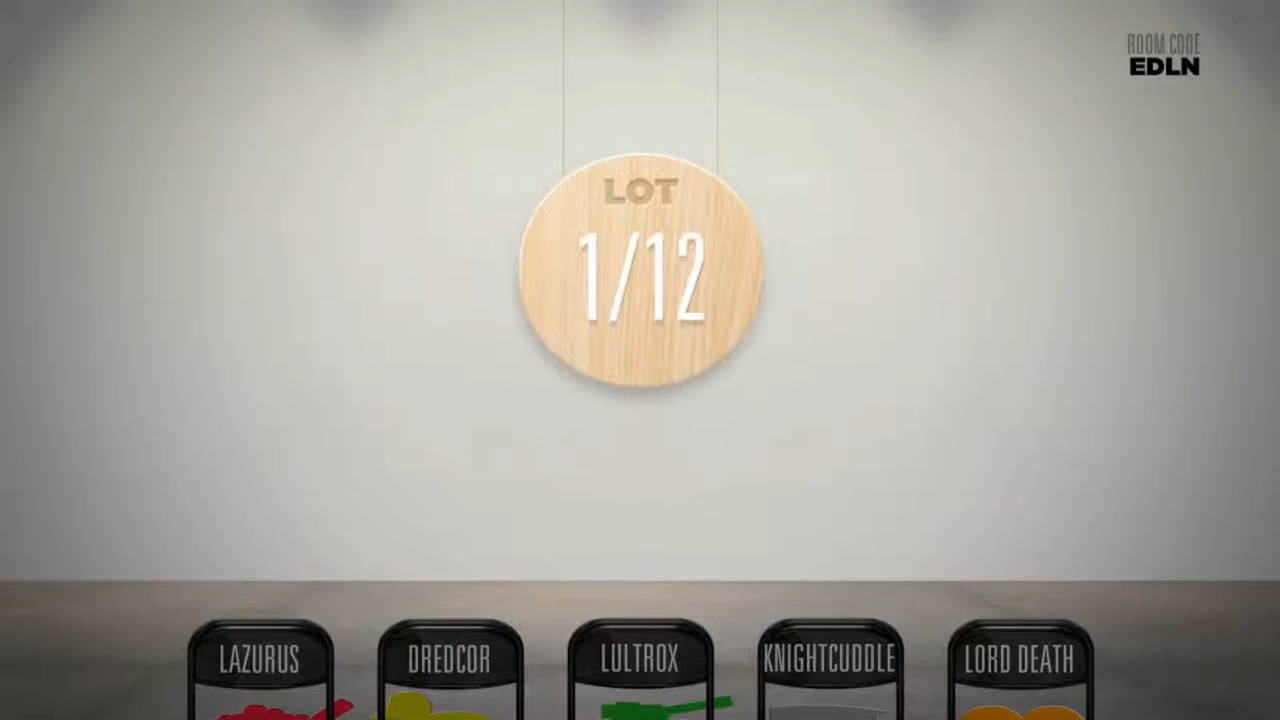 ROOM CODE
EDLN
LOT
1/12
LAZURUS
DREDCOR
LULTROX
KNIGHTCUDDLE
LORD DEATH